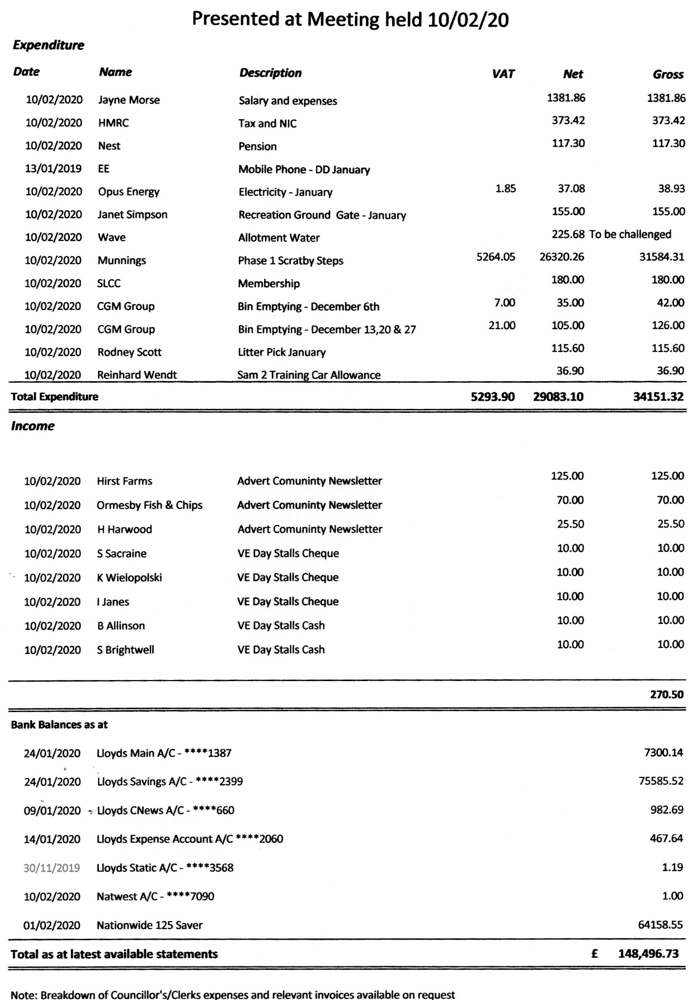 Presented at Meeting held 10/02/20
Expenditure
Date Name Description VAT Net Gross
10/02/2020 Jayne Morse Salary and expenses 1381.86 1381.86
10/02/2020 HMRC Tax and NIC 373.42 373.42
10/02/2020 Nest Pension 117.30 117.30
13/01/2019 EE Mobile Phone - DD January
10/02/2020 Opus Energy Electricity - January 1.85 37.08 38.93
10/02/2020 Janet Simpson Recreation Ground Gate - January 155.00 155.00
10/02/2020 Wave Allotment Water 225.68 To be challenged
10/02/2020 Munnings Phase 1 Scratby Steps 5264.05 26320.26 31584.31
10/02/2020 SLCC Membership 180.00 180.00
10/02/2020 CGM Group Bin Emptying - December 6th 7.00 35.00 42.00
10/02/2020 CGM Group Bin Emptying - December 13,20 & 27 21.00 105.00 126.00
10/02/2020 Rodney Scott Litter Pick January 115.60 115.60
10/02/2020 Reinhard Wendt Sam 2 Training Car Allowance 36.90 36.90
Total Expenditure 5293.90 29083.10 34151.32
Income
10/02/2020 Hirst Farms Advert Comuninty Newsletter 125.00 125.00
10/02/2020 Ormesby Fish & Chips Advert Comuninty Newsletter 70.00 70.00
10/02/2020 H Harwood Advert Comuninty Newsletter 25.50 25.50
10/02/2020 S Sacraine VE Day Stalls Cheque 10.00 10.00
10/02/2020 K Wielopolski VE Day Stalls Cheque 10.00 10.00
10/02/2020 I Janes VE Day Stalls Cheque 10.00 10.00
10/02/2020 B Allinson VE Day Stalls Cash 10.00 10.00
10/02/2020 S Brightwell VE Day Stalls Cash 10.00 10.00
270.50
Bank Balances as at
24/01/2020 Lloyds Main A/C - ****1387 7300.14
24/01/2020 Lloyds Savings A/C - ****2399 75585.52
09/01/2020 Lloyds CNews A/C - ****660 982.69
14/01/2020 Lloyds Expense Account A/C ****2060 467.64
30/11/2019 Lloyds Static A/C - ****3568 1.19
10/02/2020 Natwest A/C - ****7090 1.00
01/02/2020 Nationwide 125 Saver 64158.55
Total as at latest available statements £ 148,496.73
Note: Breakdown of Councillor's/Clerks expenses and relevant invoices available on request